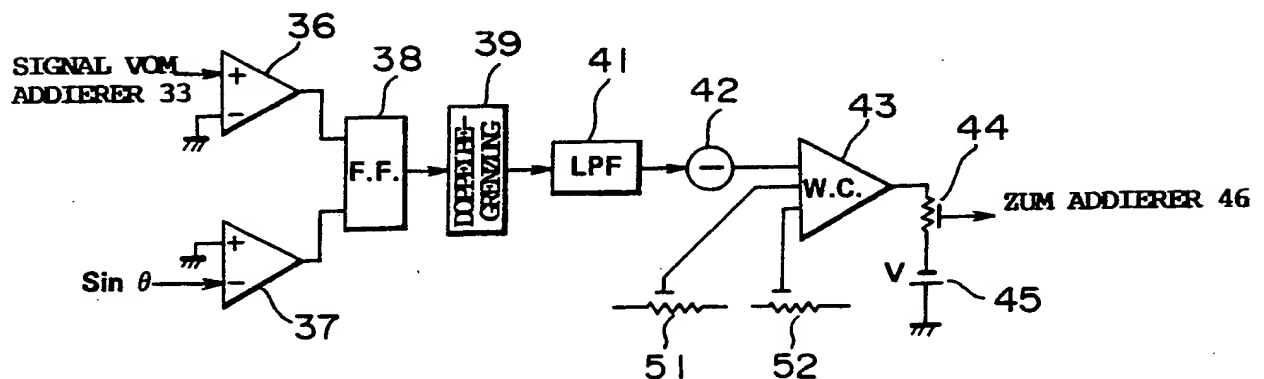 36
SIGNAL VOM
ADDIERER 33
+
−
38
F.F.
39
DOPPELBE-
GRENZUNG
41
LPF
42
−
43
W.C.
44
ZUM ADDIERER 46
V
45
+
Sin θ
−
37
51
52